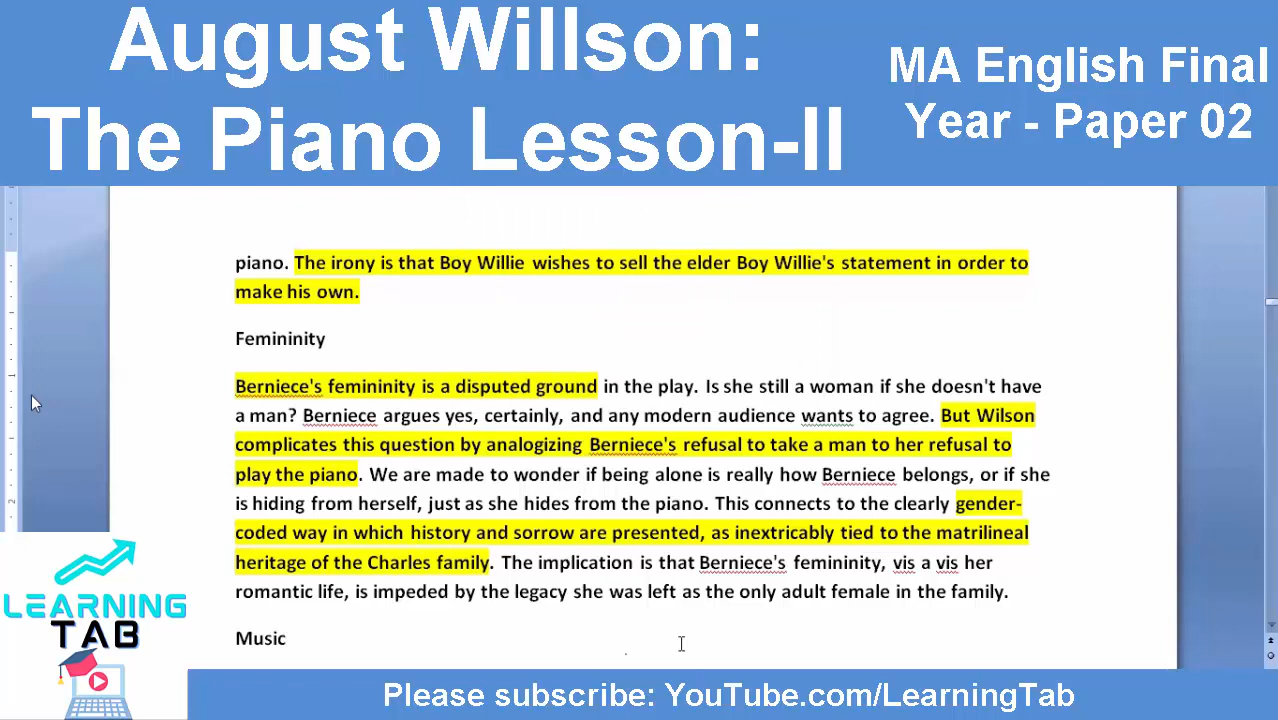 August Willson:
The Piano Lesson-II
MA English Final
Year - Paper 02
piano. The irony is that Boy Willie wishes to sell the elder Boy Willie's statement in order to
make his own.
Femininity
Berniece's femininity is a disputed ground in the play. Is she still a woman if she doesn't have
a man? Berniece argues yes, certainly, and any modern audience wants to agree. But Wilson
complicates this question by analogizing Berniece's refusal to take a man to her refusal to
play the piano. We are made to wonder if being alone is really how Berniece belongs, or if she
is hiding from herself, just as she hides from the piano. This connects to the clearly gender-
coded way in which history and sorrow are presented, as inextricably tied to the matrilineal
heritage of the Charles family. The implication is that Berniece's femininity, vis a vis her
romantic life, is impeded by the legacy she was left as the only adult female in the family.
Music
LEARNING
TAB
Please subscribe: YouTube.com/LearningTab